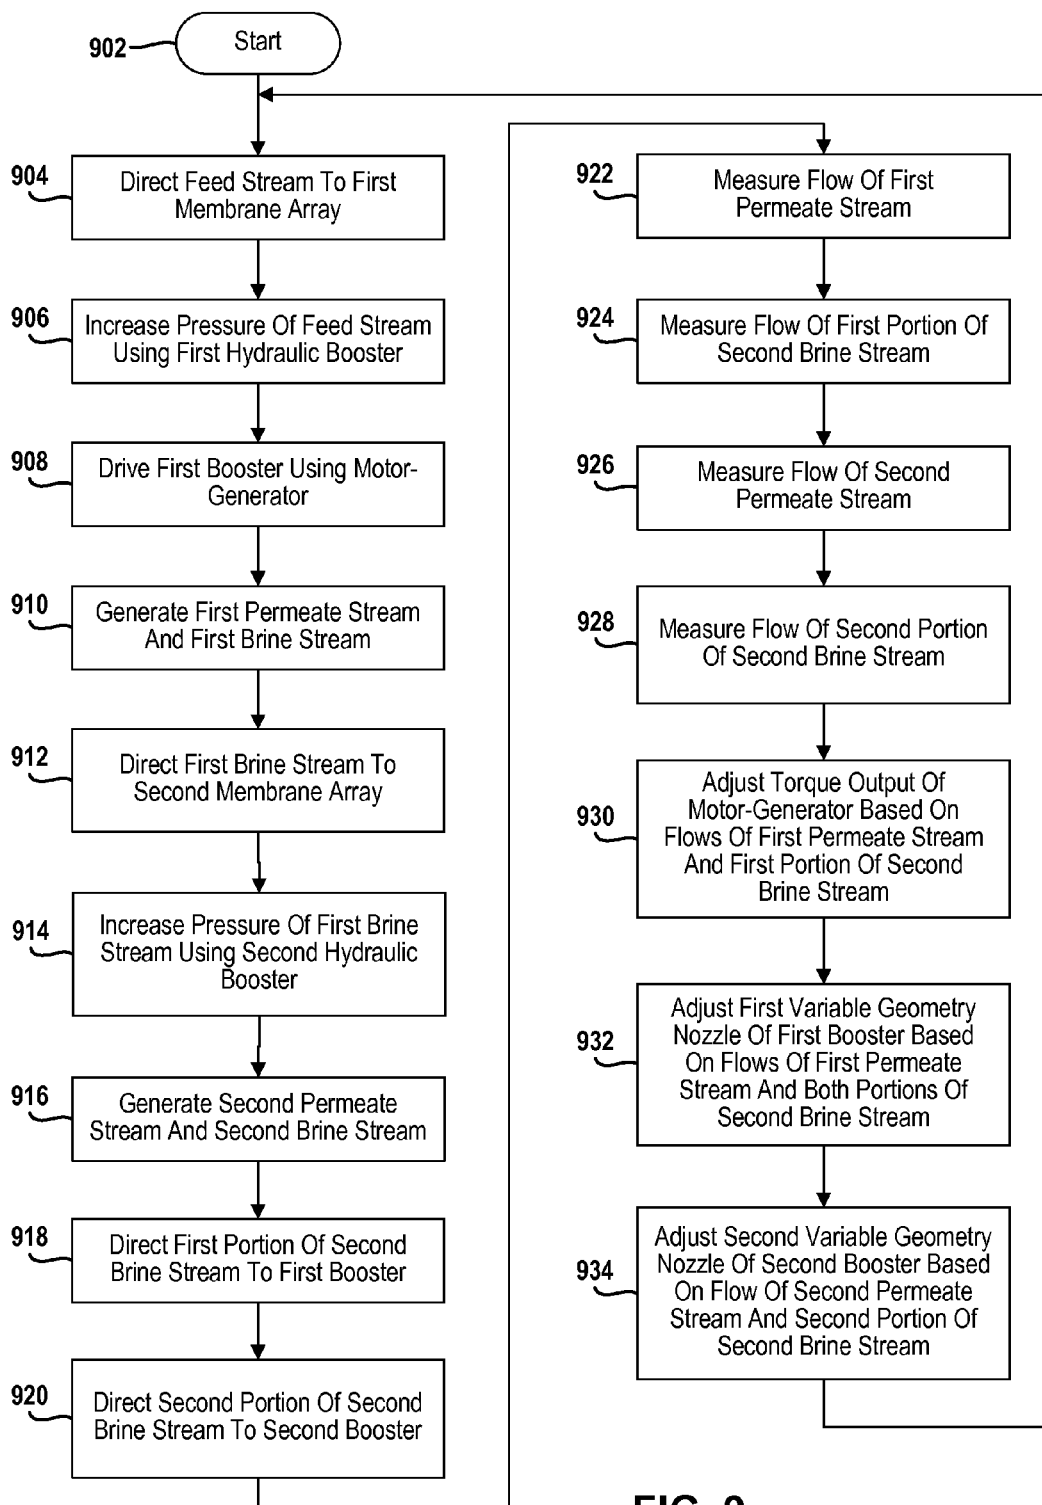 902
Start
904
Direct Feed Stream To First
Membrane Array
906
Increase Pressure Of Feed Stream
Using First Hydraulic Booster
908
Drive First Booster Using Motor-
Generator
910
Generate First Permeate Stream
And First Brine Stream
912
Direct First Brine Stream To
Second Membrane Array
914
Increase Pressure Of First Brine
Stream Using Second Hydraulic
Booster
916
Generate Second Permeate
Stream And Second Brine Stream
918
Direct First Portion Of Second
Brine Stream To First Booster
920
Direct Second Portion Of Second
Brine Stream To Second Booster
922
Measure Flow Of First
Permeate Stream
924
Measure Flow Of First Portion Of
Second Brine Stream
926
Measure Flow Of Second
Permeate Stream
928
Measure Flow Of Second Portion
Of Second Brine Stream
930
Adjust Torque Output Of
Motor-Generator Based On
Flows Of First Permeate Stream
And First Portion Of Second
Brine Stream
932
Adjust First Variable Geometry
Nozzle Of First Booster Based
On Flows Of First Permeate
Stream And Both Portions Of
Second Brine Stream
934
Adjust Second Variable Geometry
Nozzle Of Second Booster Based
On Flow Of Second Permeate
Stream And Second Portion Of
Second Brine Stream